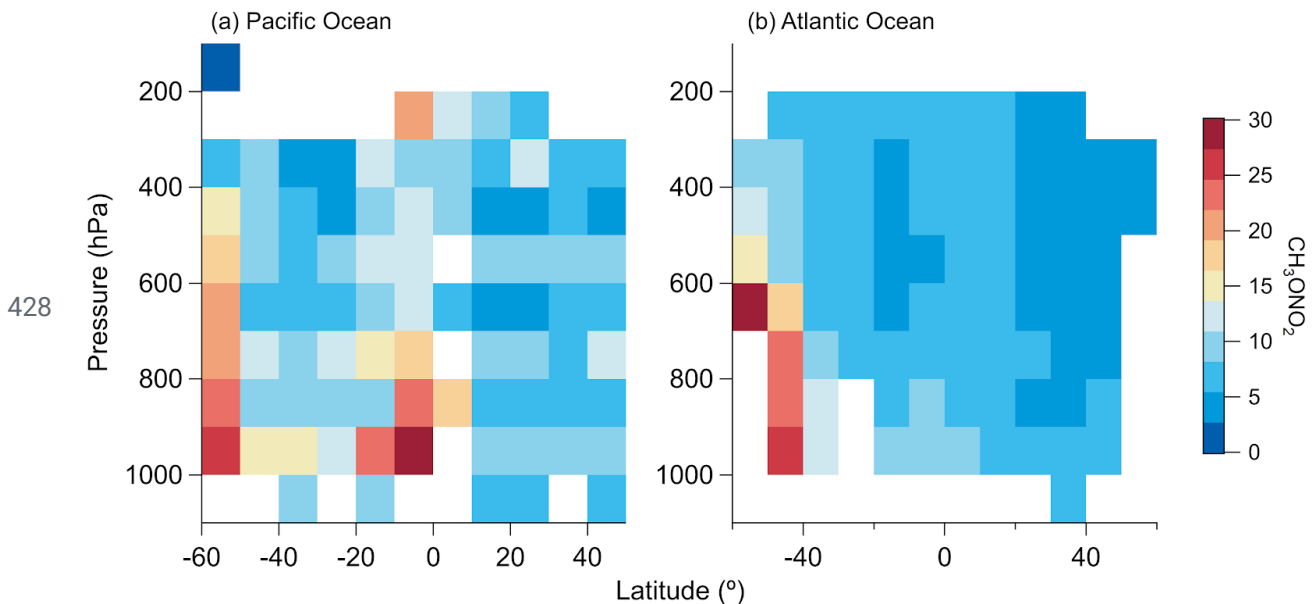 (a) Pacific Ocean
(b) Atlantic Ocean
428
Pressure (hPa)
200
400
600
800
1000
-60 -40 -20 0 20 40
200
400
600
800
1000
-40 0 40
Latitude (º)
30
25
20
15
10
5
0
CH₃ONO₂